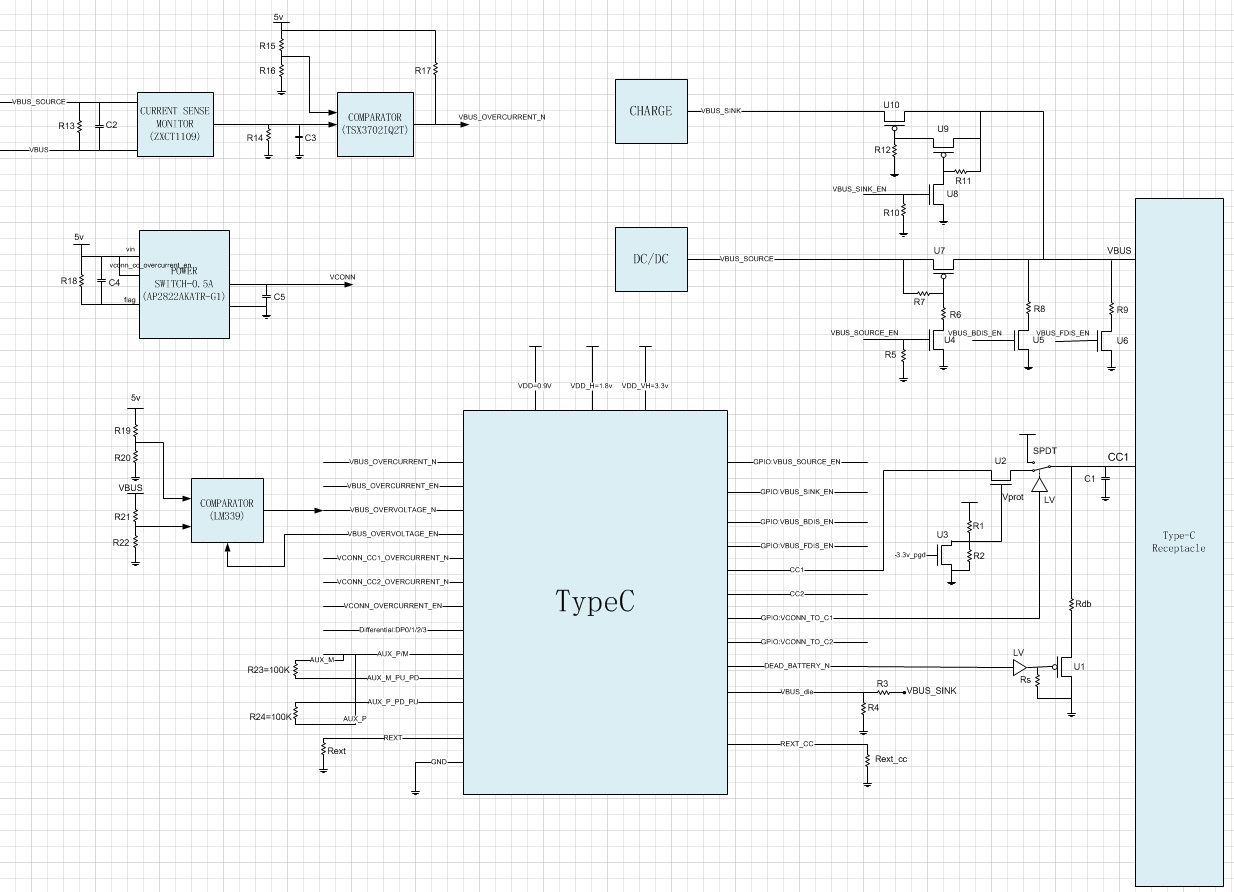 5v
R15
R16
R17
VBUS_SOURCE
R13
C2
VBUS
CURRENT SENSE
MONITOR
(ZXCT1109)
R14
C3
COMPARATOR
(TSX3702IQ2T)
VBUS_OVERCURRENT_N
CHARGE
VBUS_SINK
U10
U9
R12
R11
VBUS_SINK_EN
U8
R10
5v
vin
vconn_cc_overcurrent_en
R18
C4
flag
POWER
SWITCH-0.5A
(AP2822AKATR-G1)
VCONN
C5
DC/DC
VBUS_SOURCE
U7
VBUS
R7
R6
R8
R9
VBUS_SOURCE_EN
U4
VBUS_BDIS_EN
U5
VBUS_FDIS_EN
U6
R5
VDD=0.9V
VDD_H=1.8v
VDD_VH=3.3v
5v
R19
R20
VBUS
R21
R22
COMPARATOR
(LM339)
VBUS_OVERCURRENT_N
VBUS_OVERCURRENT_EN
VBUS_OVERVOLTAGE_N
VBUS_OVERVOLTAGE_EN
VCONN_CC1_OVERCURRENT_N
VCONN_CC2_OVERCURRENT_N
VCONN_OVERCURRENT_EN
Differential:DP0/1/2/3
AUX_P/M
AUX_M
R23=100K
AUX_M_PU_PD
AUX_P_PD_PU
R24=100K
AUX_P
REXT
Rext
GND
TypeC
GPIO:VBUS_SOURCE_EN
GPIO:VBUS_SINK_EN
GPIO:VBUS_BDIS_EN
GPIO:VBUS_FDIS_EN
CC1
CC2
GPIO:VCONN_TO_C1
GPIO:VCONN_TO_C2
DEAD_BATTERY_N
VBUS_die
R3
VBUS_SINK
R4
REXT_CC
Rext_cc
SPDT
U2
CC1
C1
Vprot
LV
R1
U3
-3.3v_pgd
R2
Rdb
LV
U1
Rs
Type-C
Receptacle